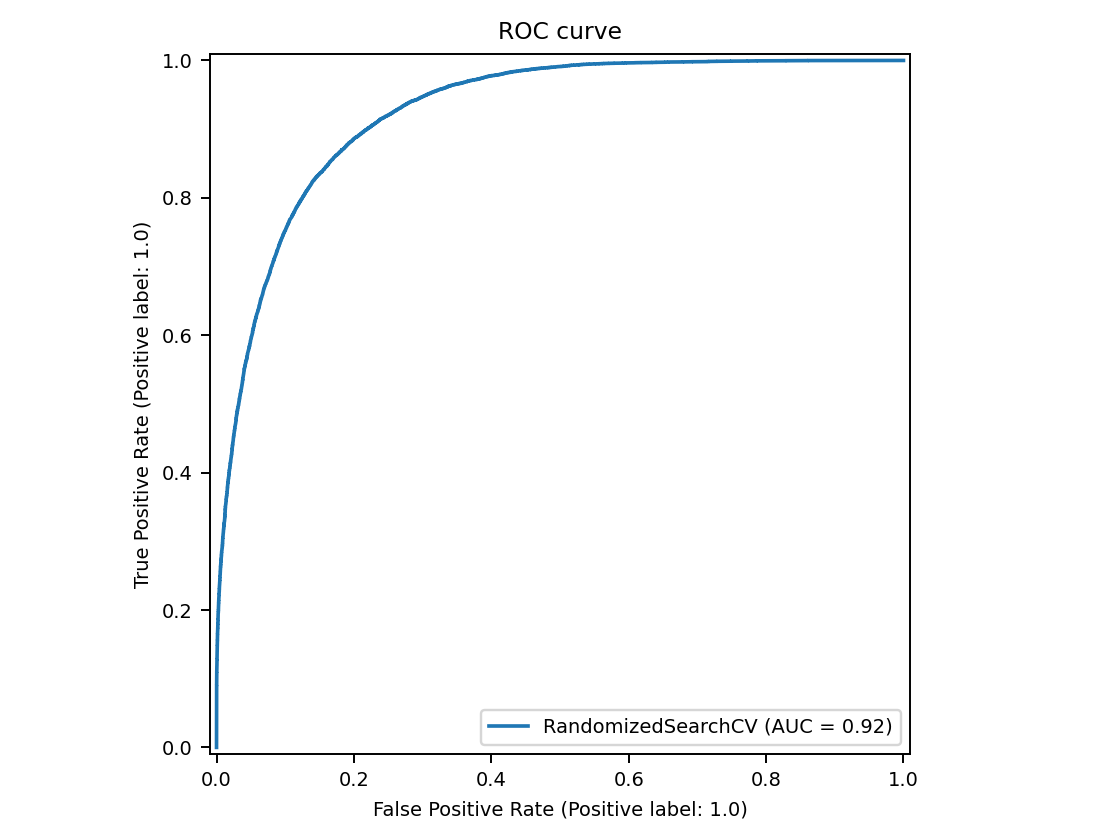 ROC curve
True Positive Rate (Positive label: 1.0)
1.0
0.8
0.6
0.4
0.2
0.0
RandomizedSearchCV (AUC = 0.92)
0.0 0.2 0.4 0.6 0.8 1.0
False Positive Rate (Positive label: 1.0)